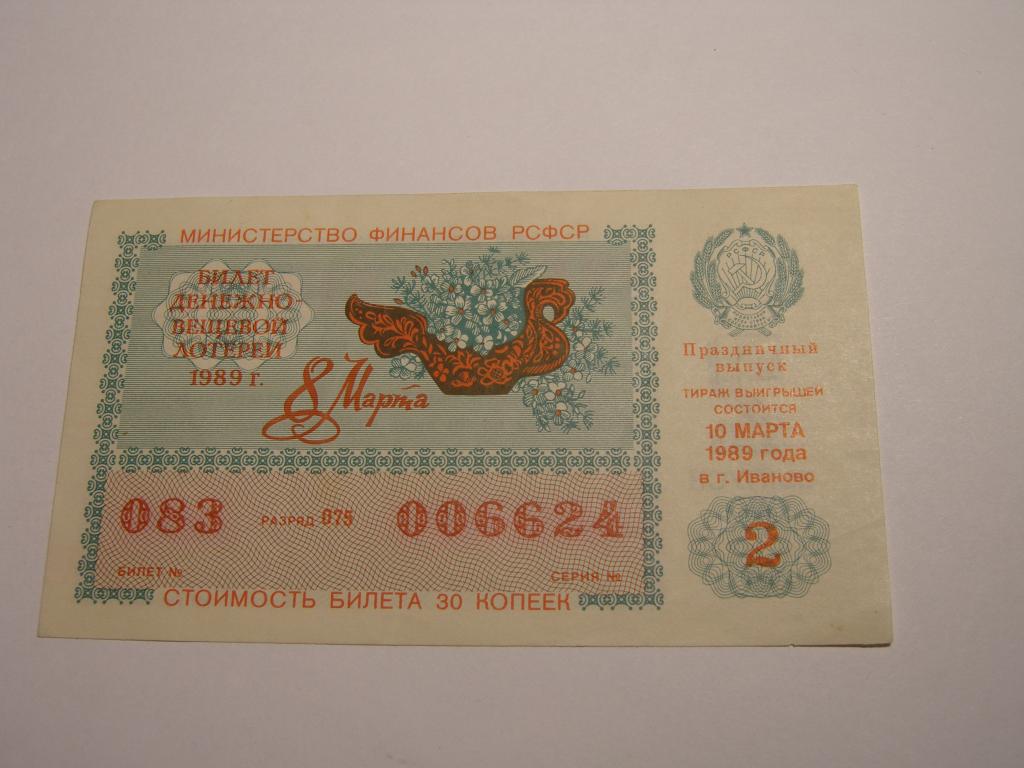 МИНИСТЕРСТВО ФИНАНСОВ РСФСР
БИЛЕТ
ДЕНЕЖНО-
ВЕЩЕВОЙ
ЛОТЕРЕИ
1989 г.
8 Марта
083 РАЗРЯД 075 006624
БИЛЕТ № СЕРИЯ №
СТОИМОСТЬ БИЛЕТА 30 КОПЕЕК
РСФСР
Праздничный
выпуск
ТИРАЖ ВЫИГРЫШЕЙ
СОСТОИТСЯ
10 МАРТА
1989 года
в г. Иваново
2